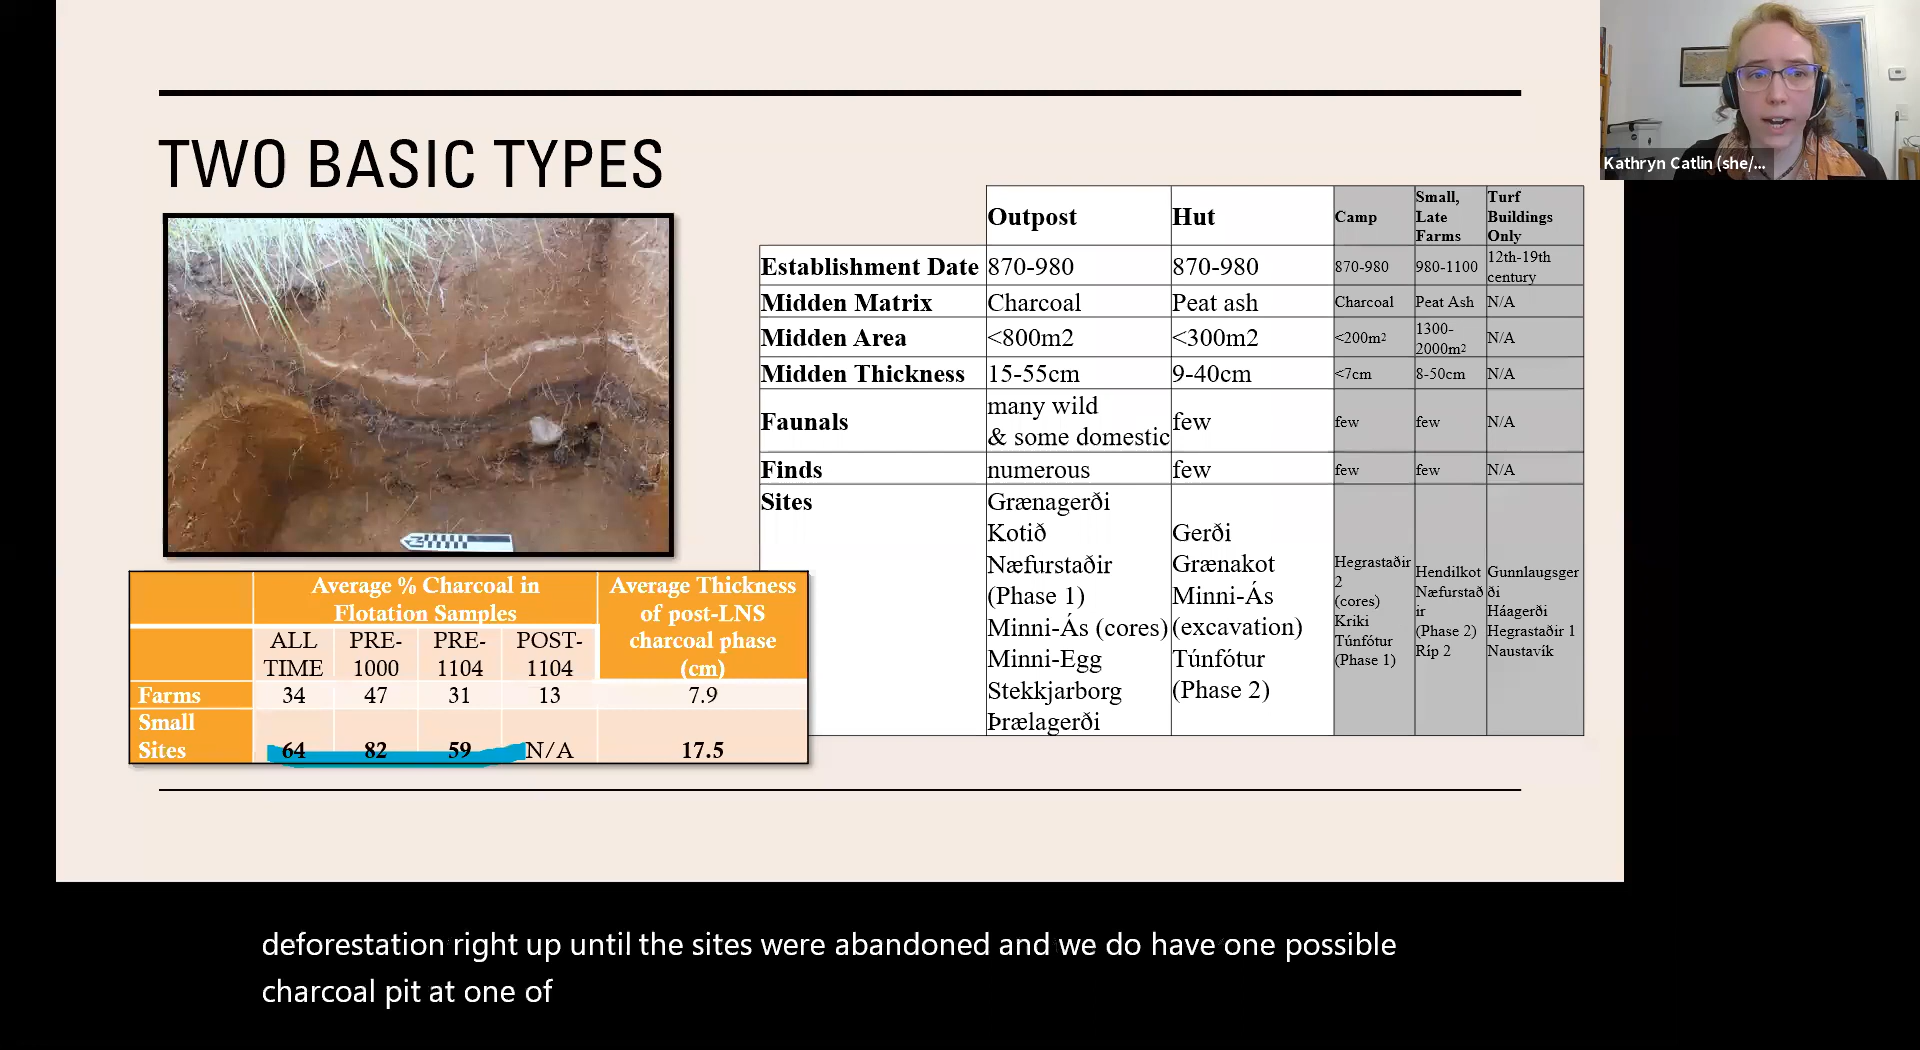 TWO BASIC TYPES
Kathryn Catlin (she/...
Outpost Hut Camp Small, Late Farms Turf Buildings Only
Establishment Date 870-980 870-980 870-980 980-1100 12th-19th century
Midden Matrix Charcoal Peat ash Charcoal Peat Ash N/A
Midden Area <800m2 <300m2 <200m2 1300-2000m2 N/A
Midden Thickness 15-55cm 9-40cm <7cm 8-50cm N/A
Faunals many wild & some domestic few few few N/A
Finds numerous few few few N/A
Sites
Grænagerði
Kotið
Næfurstaðir
(Phase 1)
Minni-Ás (cores)
Minni-Egg
Stekkjarborg
Þrælagerði
Gerði
Grænakot
Minni-Ás
(excavation)
Túnfótur
(Phase 2)
Hegrastaðir
2
(cores)
Kriki
Túnfótur
(Phase 1)
Hendilkot
Næfurstað
ir
(Phase 2)
Ríp 2
Gunnlaugsger
ði
Háagerði
Hegrastaðir 1
Naustavík
Average % Charcoal in
Flotation Samples
Average Thickness
of post-LNS
charcoal phase
(cm)
ALL TIME PRE-1000 PRE-1104 POST-1104
Farms 34 47 31 13 7.9
Small
Sites 64 82 59 N/A 17.5
deforestation right up until the sites were abandoned and we do have one possible
charcoal pit at one of